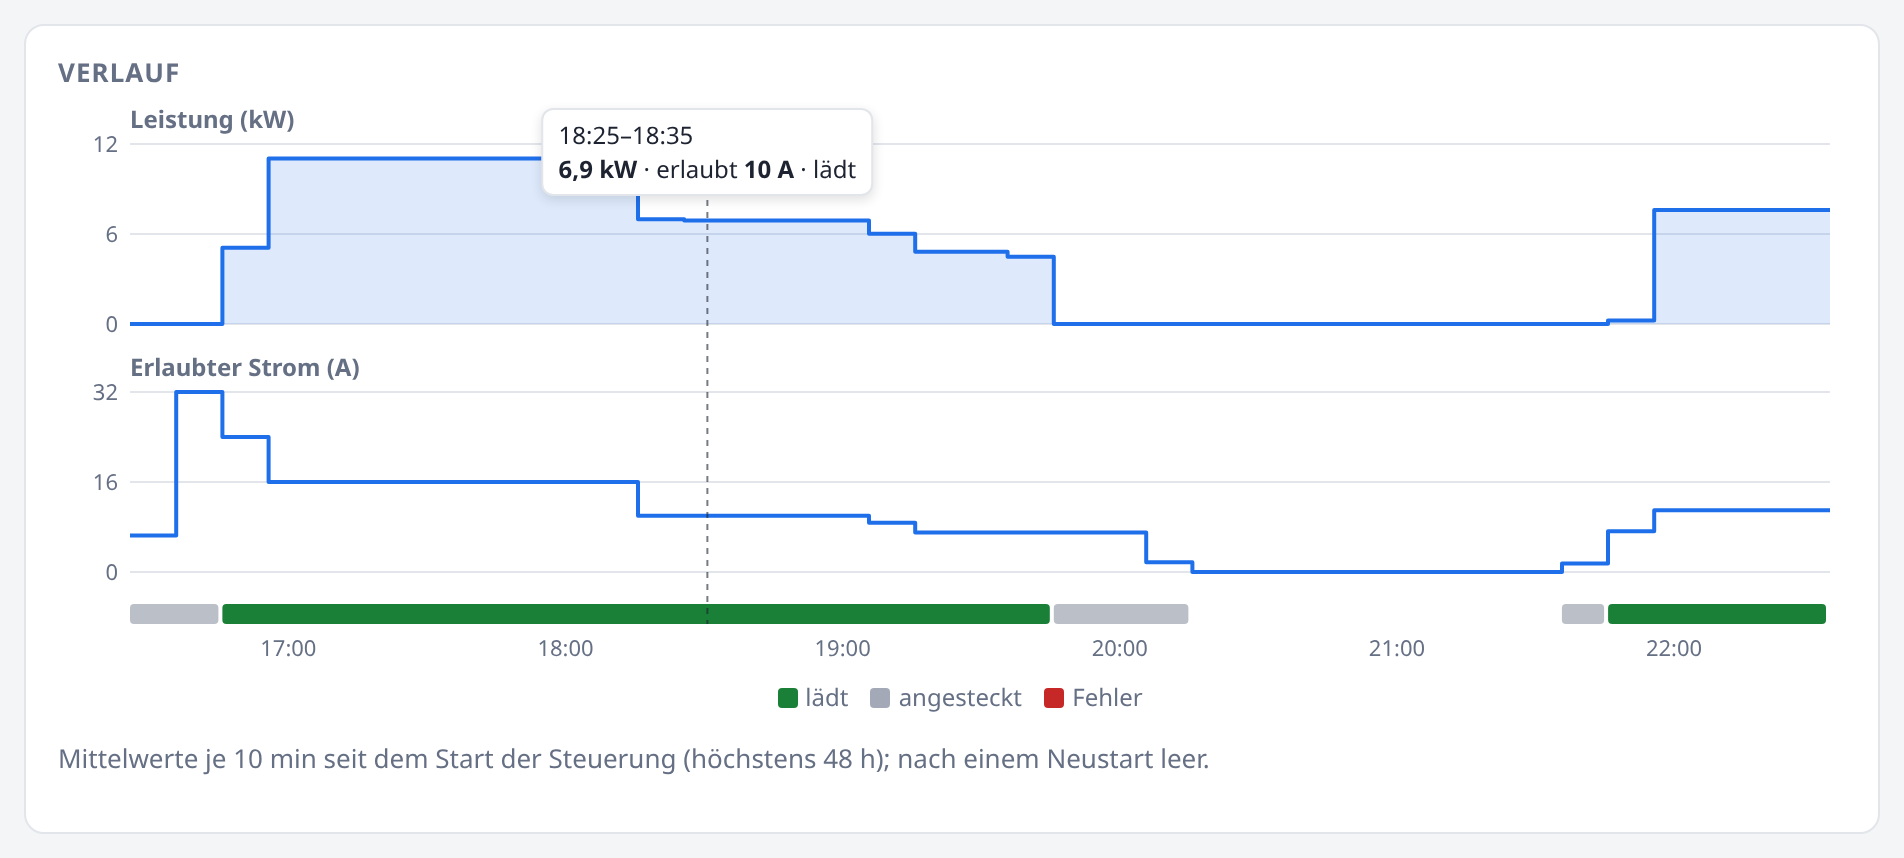 VERLAUF
Leistung (kW)
12
6
0
18:25–18:35
6,9 kW · erlaubt 10 A · lädt
Erlaubter Strom (A)
32
16
0
17:00 18:00 19:00 20:00 21:00 22:00
lädt angesteckt Fehler
Mittelwerte je 10 min seit dem Start der Steuerung (höchstens 48 h); nach einem Neustart leer.